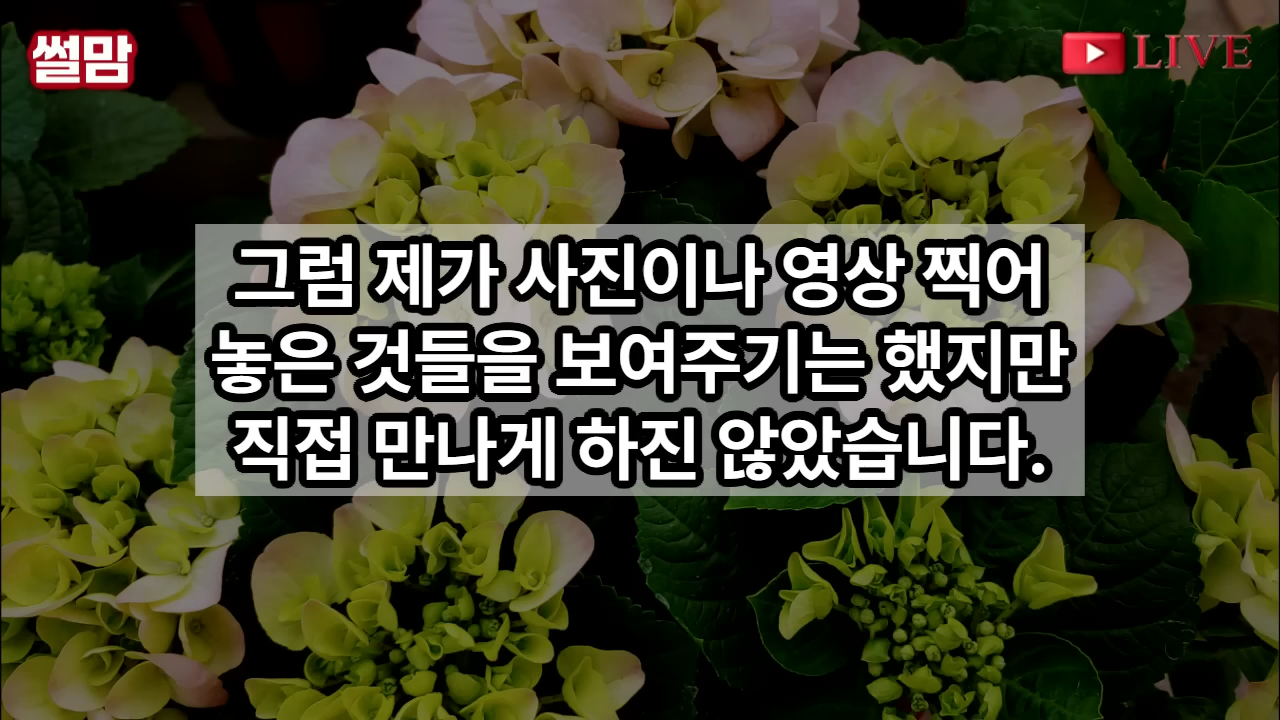 썰맘
LIVE
그럼 제가 사진이나 영상 찍어
놓은 것들을 보여주기는 했지만
직접 만나게 하진 않았습니다.